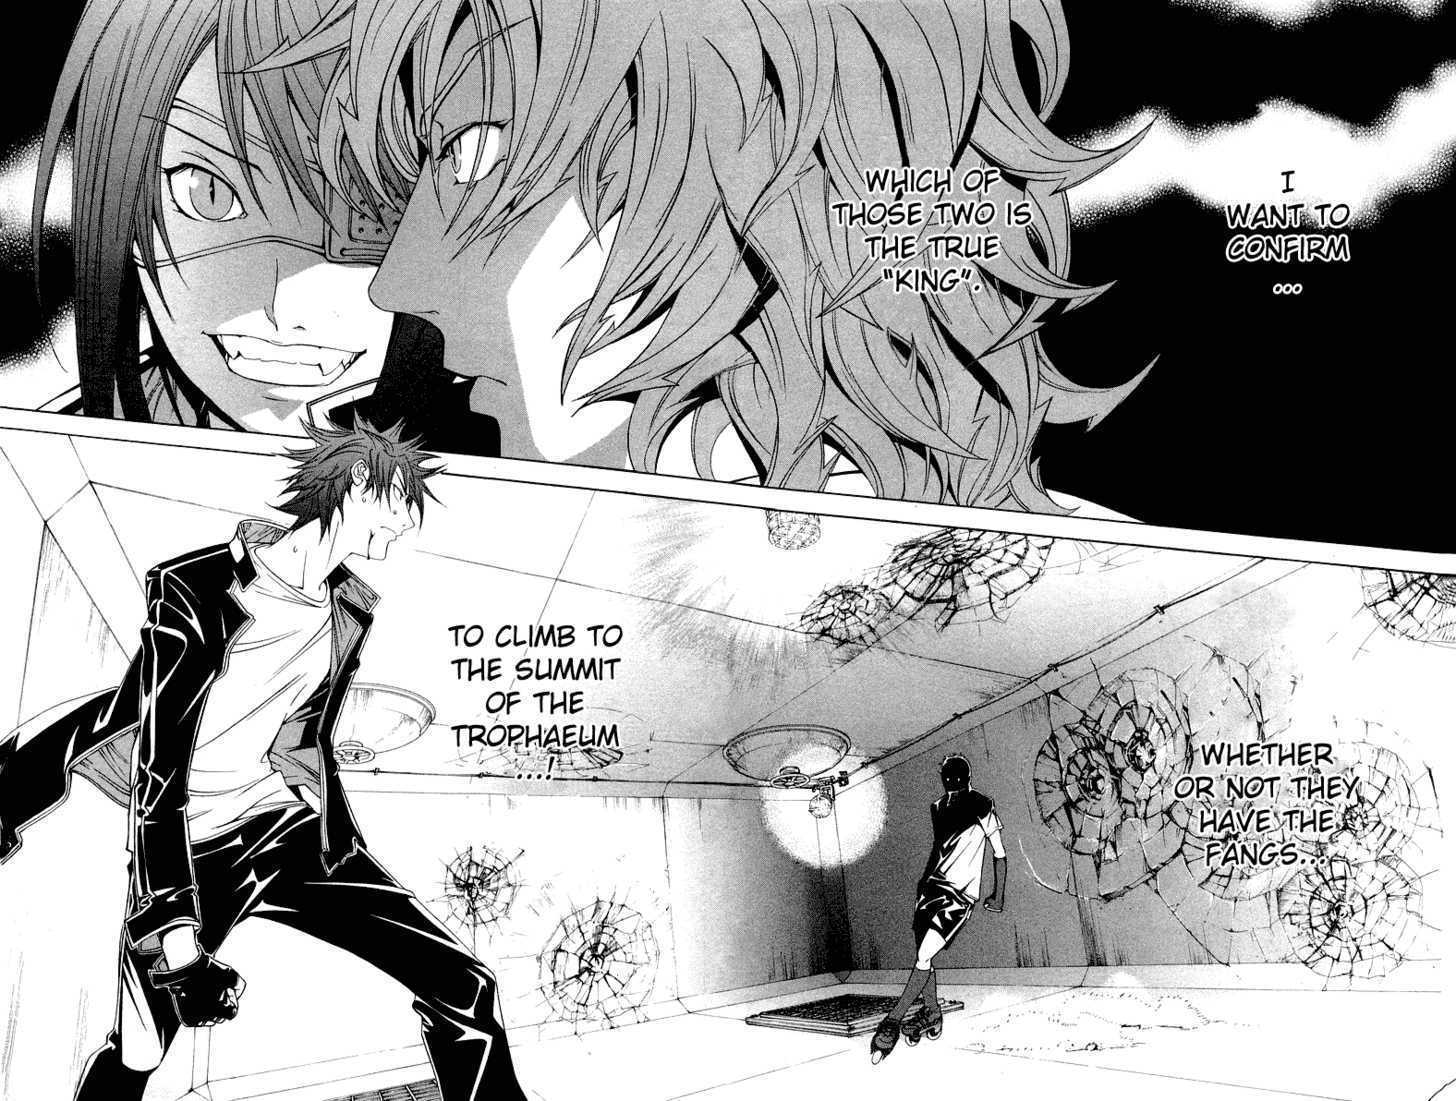 I
WANT TO
CONFIRM
...
WHICH OF
THOSE TWO IS
THE TRUE
"KING".
WHETHER
OR NOT THEY
HAVE THE
FANGS...
TO CLIMB TO
THE SUMMIT
OF THE
TROPHAEUM
...!